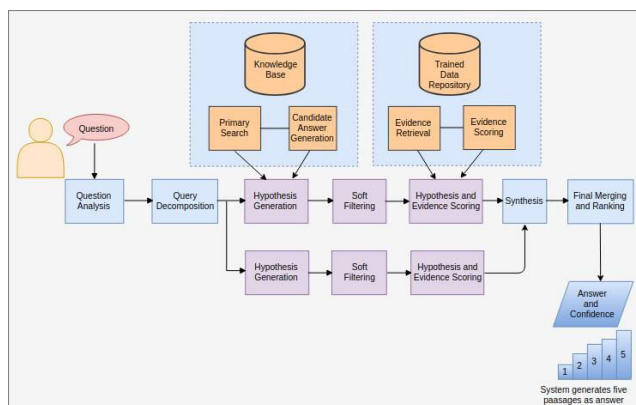 Knowledge
Base
Trained
Data
Repository
Primary
Search
Candidate
Answer
Generation
Evidence
Retrieval
Evidence
Scoring
Question
Question
Analysis
Query
Decomposition
Hypothesis
Generation
Soft
Filtering
Hypothesis and
Evidence Scoring
Synthesis
Final Merging
and Ranking
Hypothesis
Generation
Soft
Filtering
Hypothesis and
Evidence Scoring
Answer
and
Confidence
1
2
3
4
5
System generates five
paasages as answer